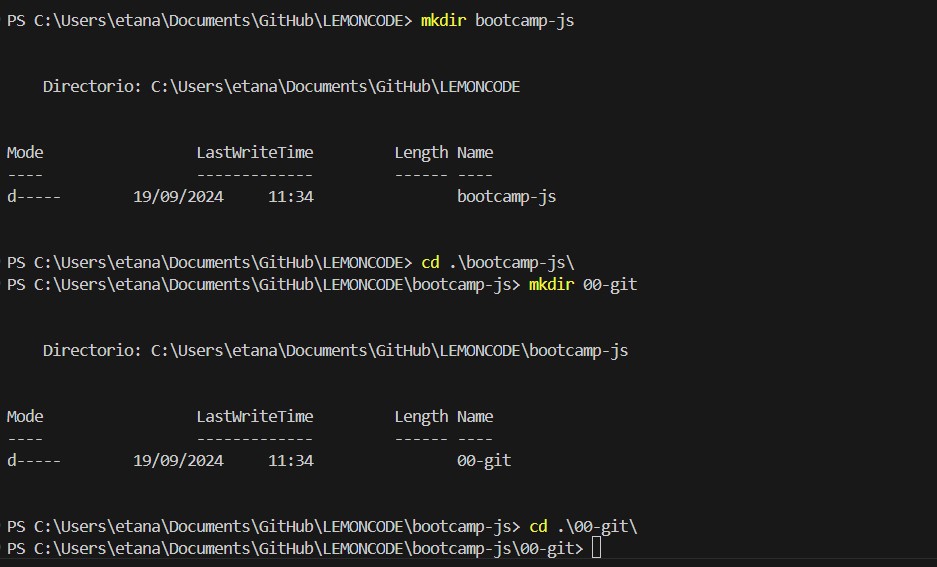 PS C:\Users\etana\Documents\GitHub\LEMONCODE> mkdir bootcamp-js
Directorio: C:\Users\etana\Documents\GitHub\LEMONCODE
Mode                 LastWriteTime         Length Name
----                 -------------         ------ ----
d-----        19/09/2024     11:34                bootcamp-js
PS C:\Users\etana\Documents\GitHub\LEMONCODE> cd .\bootcamp-js\
PS C:\Users\etana\Documents\GitHub\LEMONCODE\bootcamp-js> mkdir 00-git
Directorio: C:\Users\etana\Documents\GitHub\LEMONCODE\bootcamp-js
Mode                 LastWriteTime         Length Name
----                 -------------         ------ ----
d-----        19/09/2024     11:34                00-git
PS C:\Users\etana\Documents\GitHub\LEMONCODE\bootcamp-js> cd .\00-git\
PS C:\Users\etana\Documents\GitHub\LEMONCODE\bootcamp-js\00-git>